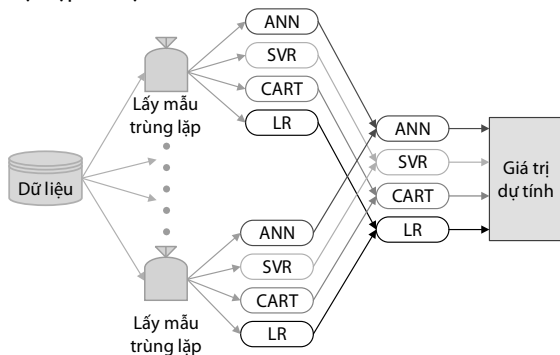 ANN
SVR
CART
LR
Lấy mẫu
trùng lặp
Dữ liệu
ANN
SVR
CART
LR
Lấy mẫu
trùng lặp
ANN
SVR
CART
LR
Giá trị
dự tính